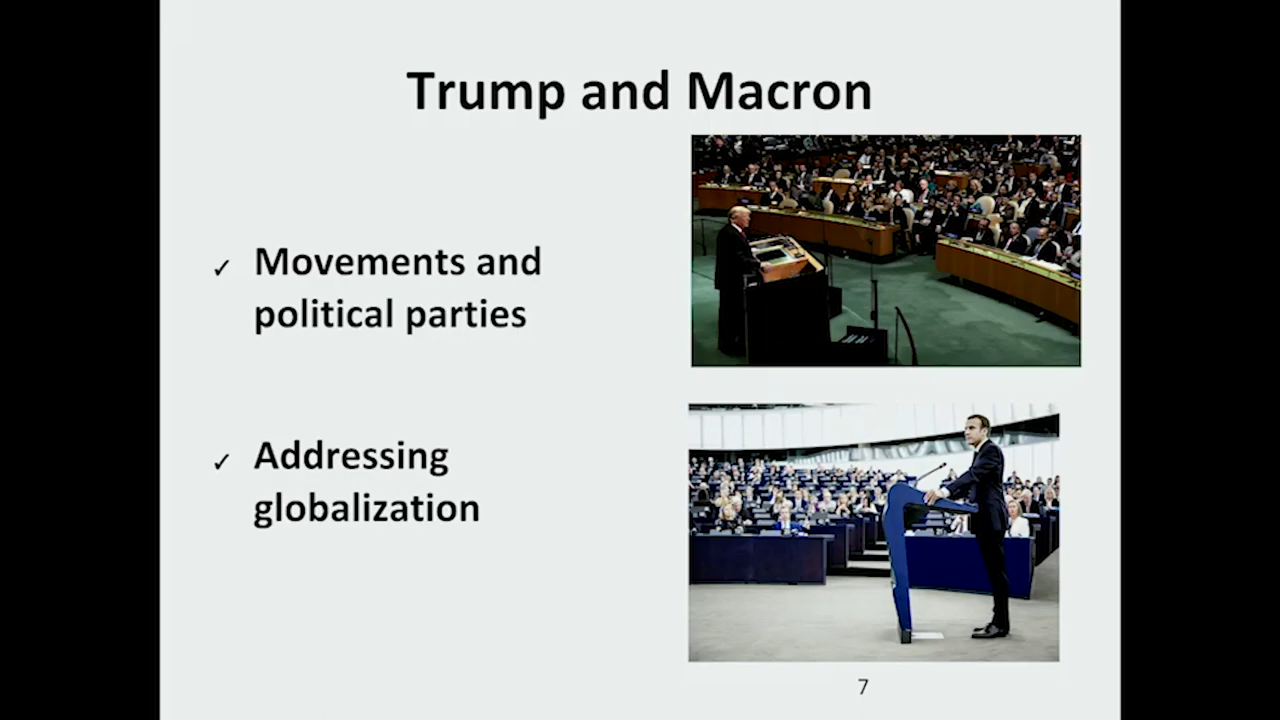 Trump and Macron
✓ Movements and
political parties
✓ Addressing
globalization
7